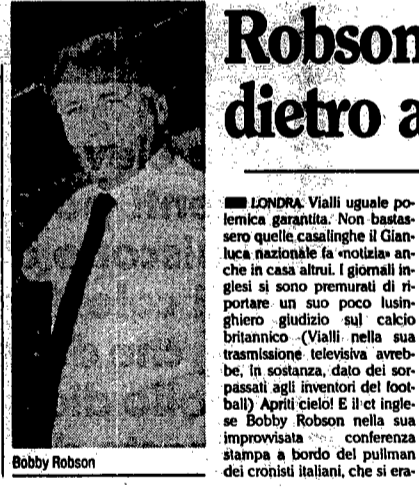 Robson
dietro a
LONDRA. Vialli uguale po-
lemica garantita. Non bastas-
sero quelle casalinghe il Gian-
luca nazionale fa «notizia» an-
che in casa altrui. I giornali in-
glesi si sono premurati di ri-
portare un suo poco lusin-
ghiero giudizio sul calcio
britannico (Vialli nella sua
trasmissione televisiva avreb-
be, in sostanza, dato dei sor-
passati agli inventori del foot-
ball) Apriti cielo! E il ct ingle-
se Bobby Robson nella sua
improvvisata conferenza
stampa a bordo del pullman
dei cronisti italiani, che si era-
Bobby Robson